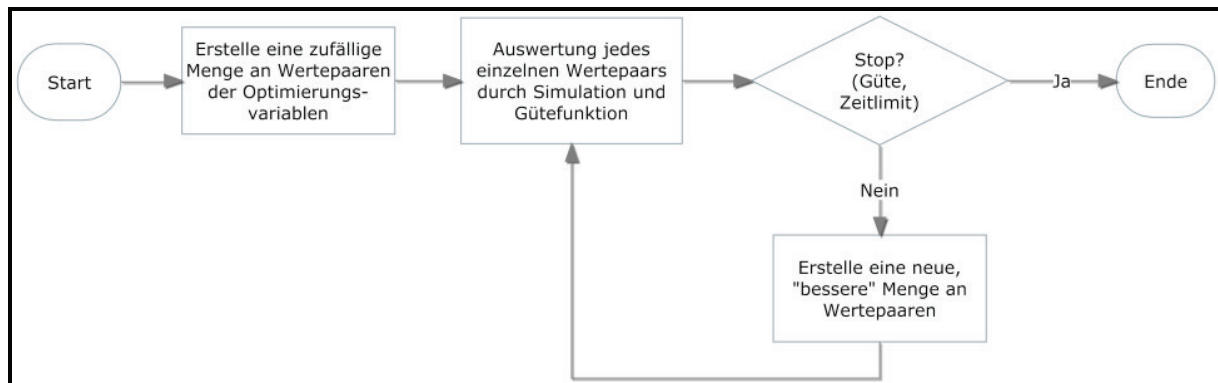 Start
Erstelle eine zufällige
Menge an Wertepaaren
der Optimierungs-
variablen
Auswertung jedes
einzelnen Wertepaars
durch Simulation und
Gütefunktion
Stop?
(Güte,
Zeitlimit)
Ja
Ende
Nein
Erstelle eine neue,
"bessere" Menge an
Wertepaaren